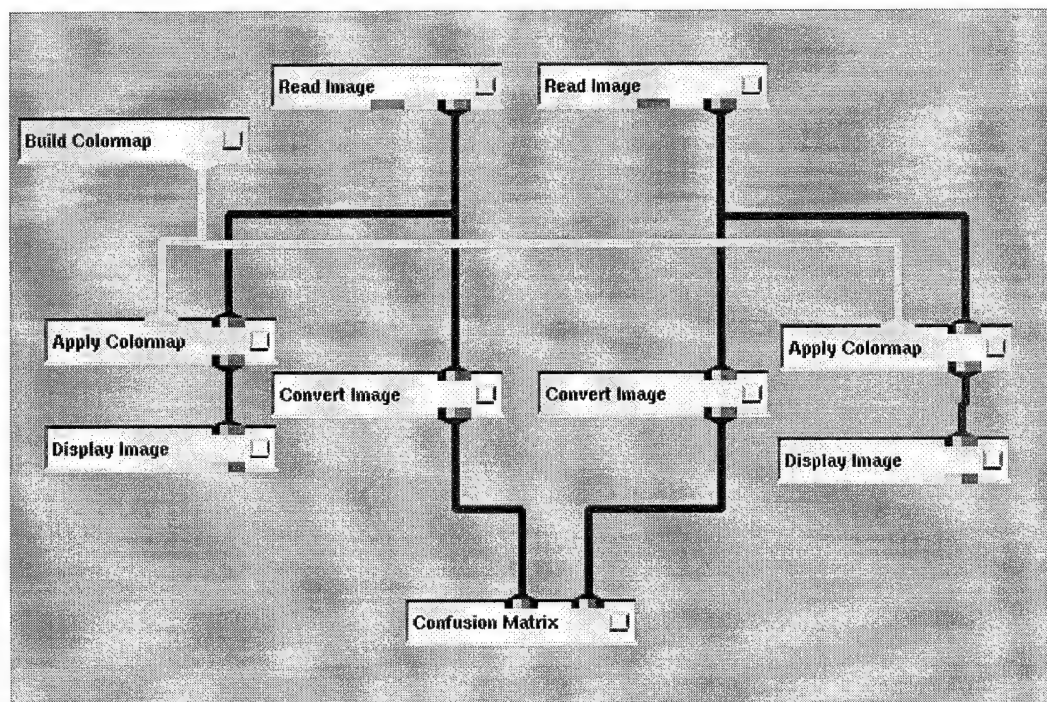 Read Image
Read Image
Build Colormap
Apply Colormap
Apply Colormap
Convert Image
Convert Image
Display Image
Display Image
Confusion Matrix